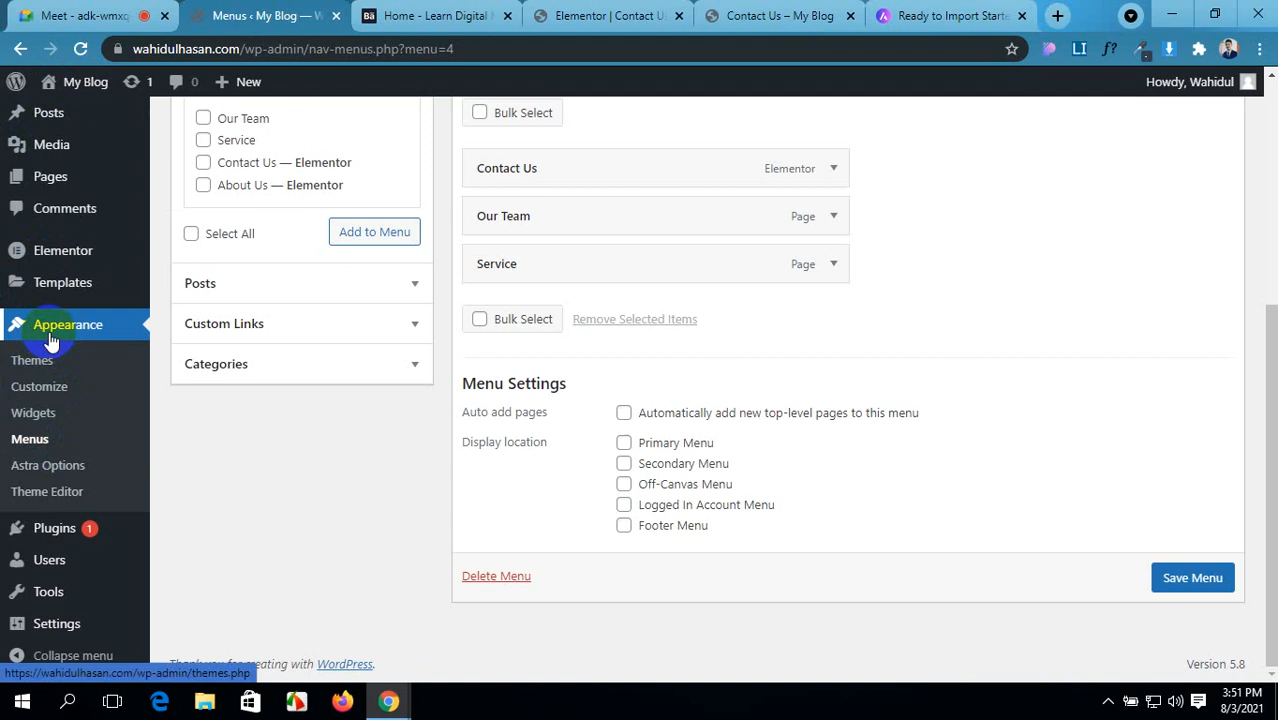 Meet - adk-wmxq
Menus ‹ My Blog — W
Home - Learn Digital M
Elementor | Contact Us
Contact Us – My Blog
Ready to Import Starte
wahidulhasan.com/wp-admin/nav-menus.php?menu=4
My Blog
1
0
New
Howdy, Wahidul
Posts
Media
Pages
Comments
Elementor
Templates
Appearance
Themes
Customize
Widgets
Menus
Astra Options
Theme Editor
Plugins 1
Users
Tools
Settings
Collapse menu
https://wahidulhasan.com/wp-admin/themes.php
Our Team
Service
Contact Us — Elementor
About Us — Elementor
Select All
Add to Menu
Posts
Custom Links
Categories
Bulk Select
Contact Us Elementor
Our Team Page
Service Page
Bulk Select Remove Selected Items
Menu Settings
Auto add pages Automatically add new top-level pages to this menu
Display location Primary Menu
Secondary Menu
Off-Canvas Menu
Logged In Account Menu
Footer Menu
Delete Menu Save Menu
Thank you for creating with WordPress. Version 5.8
3:51 PM
8/3/2021